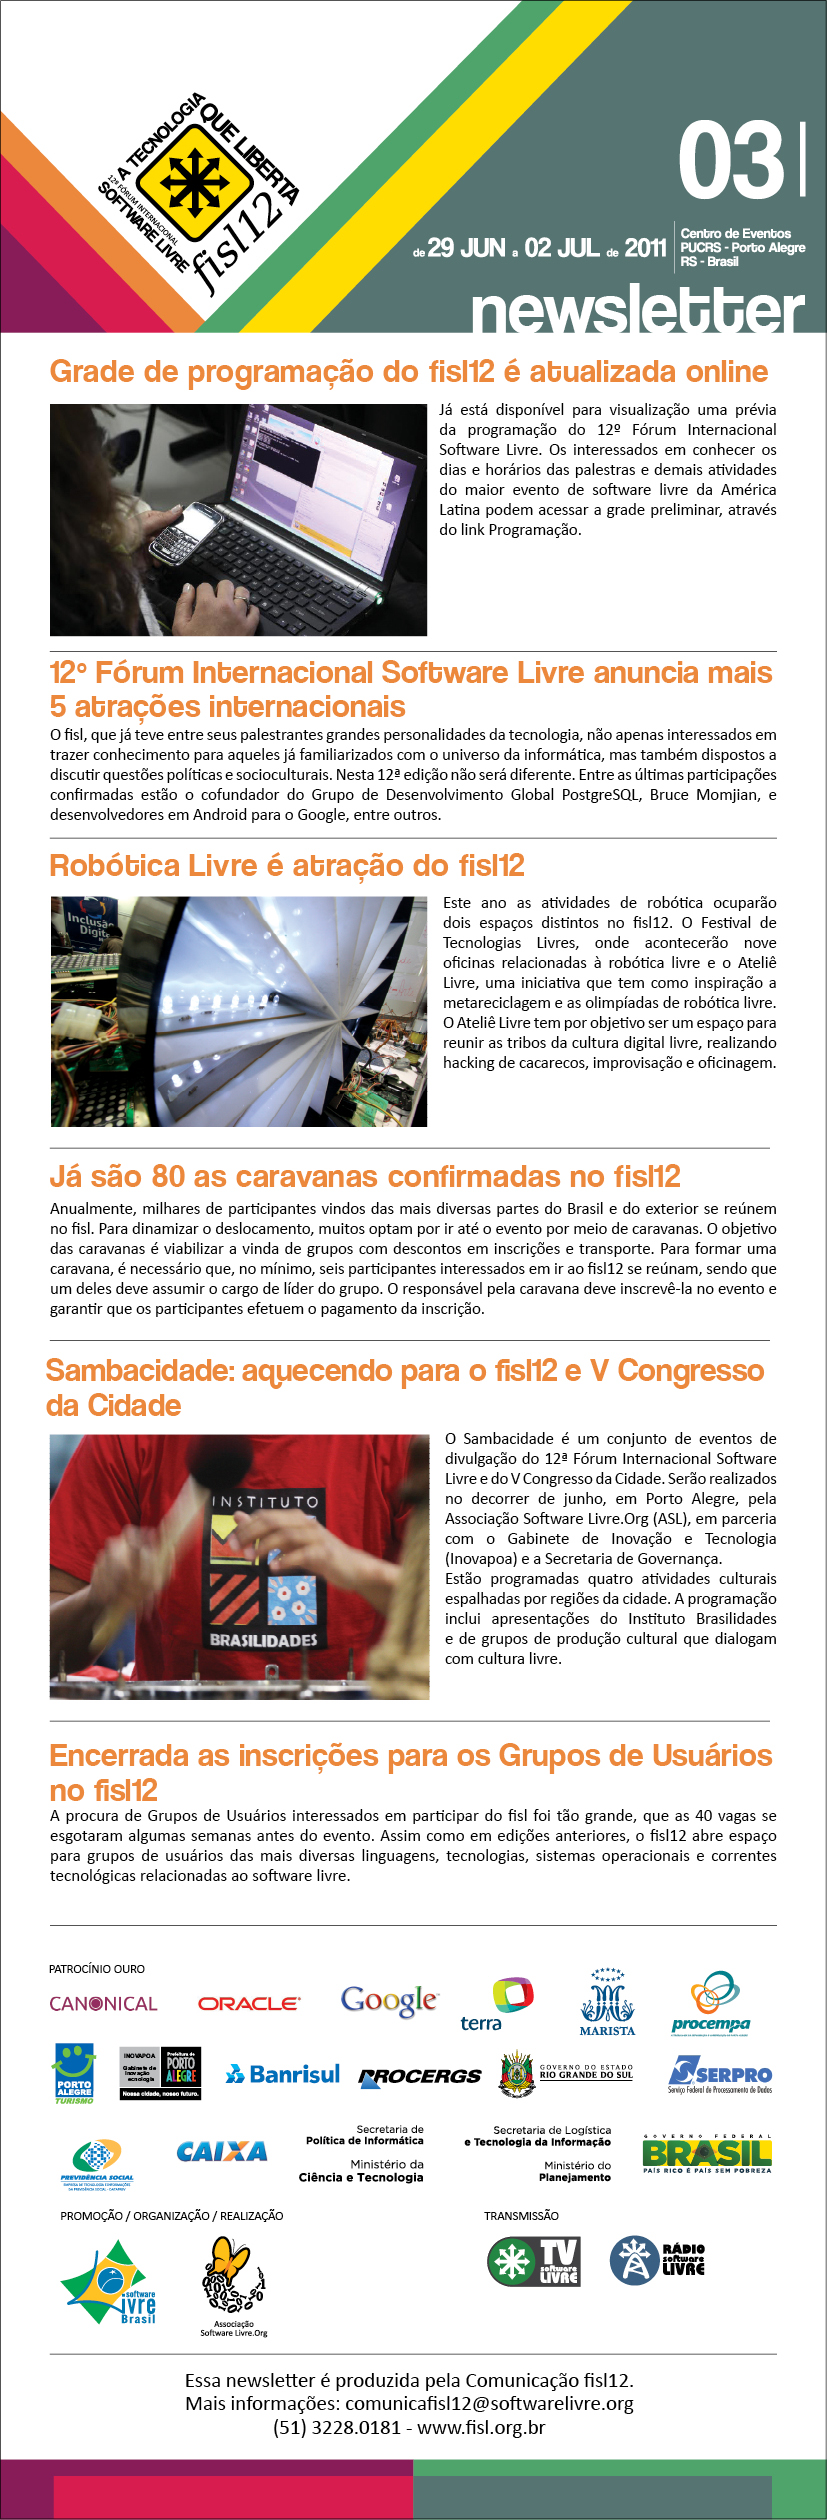 A TECNOLOGIA
QUE LIBERTA
12º FÓRUM INTERNACIONAL
SOFTWARE LIVRE
fisl12
03
de 29 JUN a 02 JUL de 2011
Centro de Eventos
PUCRS - Porto Alegre
RS - Brasil
newsletter
Grade de programação do fisl12 é atualizada online
Já está disponível para visualização uma prévia
da programação do 12º Fórum Internacional
Software Livre. Os interessados em conhecer os
dias e horários das palestras e demais atividades
do maior evento de software livre da América
Latina podem acessar a grade preliminar, através
do link Programação.
12º Fórum Internacional Software Livre anuncia mais
5 atrações internacionais
O fisl, que já teve entre seus palestrantes grandes personalidades da tecnologia, não apenas interessados em
trazer conhecimento para aqueles já familiarizados com o universo da informática, mas também dispostos a
discutir questões políticas e socioculturais. Nesta 12ª edição não será diferente. Entre as últimas participações
confirmadas estão o cofundador do Grupo de Desenvolvimento Global PostgreSQL, Bruce Momjian, e
desenvolvedores em Android para o Google, entre outros.
Robótica Livre é atração do fisl12
Inclusão
Digital
Este ano as atividades de robótica ocuparão
dois espaços distintos no fisl12. O Festival de
Tecnologias Livres, onde acontecerão nove
oficinas relacionadas à robótica livre e o Ateliê
Livre, uma iniciativa que tem como inspiração a
metareciclagem e as olimpíadas de robótica livre.
O Ateliê Livre tem por objetivo ser um espaço para
reunir as tribos da cultura digital livre, realizando
hacking de cacarecos, improvisação e oficinagem.
Já são 80 as caravanas confirmadas no fisl12
Anualmente, milhares de participantes vindos das mais diversas partes do Brasil e do exterior se reúnem
no fisl. Para dinamizar o deslocamento, muitos optam por ir até o evento por meio de caravanas. O objetivo
das caravanas é viabilizar a vinda de grupos com descontos em inscrições e transporte. Para formar uma
caravana, é necessário que, no mínimo, seis participantes interessados em ir ao fisl12 se reúnam, sendo que
um deles deve assumir o cargo de líder do grupo. O responsável pela caravana deve inscrevê-la no evento e
garantir que os participantes efetuem o pagamento da inscrição.
Sambacidade: aquecendo para o fisl12 e V Congresso
da Cidade
INSTITUTO
BRASILIDADES
O Sambacidade é um conjunto de eventos de
divulgação do 12ª Fórum Internacional Software
Livre e do V Congresso da Cidade. Serão realizados
no decorrer de junho, em Porto Alegre, pela
Associação Software Livre.Org (ASL), em parceria
com o Gabinete de Inovação e Tecnologia
(Inovapoa) e a Secretaria de Governança.
Estão programadas quatro atividades culturais
espalhadas por regiões da cidade. A programação
inclui apresentações do Instituto Brasilidades
e de grupos de produção cultural que dialogam
com cultura livre.
Encerrada as inscrições para os Grupos de Usuários
no fisl12
A procura de Grupos de Usuários interessados em participar do fisl foi tão grande, que as 40 vagas se
esgotaram algumas semanas antes do evento. Assim como em edições anteriores, o fisl12 abre espaço
para grupos de usuários das mais diversas linguagens, tecnologias, sistemas operacionais e correntes
tecnológicas relacionadas ao software livre.
PATROCÍNIO OURO
CANONICAL
ORACLE
Google
terra
MARISTA
procempa
PORTO
ALEGRE
TURISMO
INOVAPOA
Gabinete de
Inovação e
Tecnologia
Prefeitura de
PORTO
ALEGRE
Nossa cidade, nosso futuro.
Banrisul
PROCERGS
GOVERNO DO ESTADO
RIO GRANDE DO SUL
SERPRO
Serviço Federal de Processamento de Dados
PREVIDÊNCIA SOCIAL
CAIXA
Secretaria de
Política de Informática
Ministério da
Ciência e Tecnologia
Secretaria de Logística
e Tecnologia da Informação
Ministério do
Planejamento
GOVERNO FEDERAL
BRASIL
PAÍS RICO É PAÍS SEM POBREZA
PROMOÇÃO / ORGANIZAÇÃO / REALIZAÇÃO
TRANSMISSÃO
software
livre
Brasil
Associação
Software Livre.Org
TV
software
LIVRE
RÁDIO
software
LIVRE
Essa newsletter é produzida pela Comunicação fisl12.
Mais informações: comunicafisl12@softwarelivre.org
(51) 3228.0181 - www.fisl.org.br